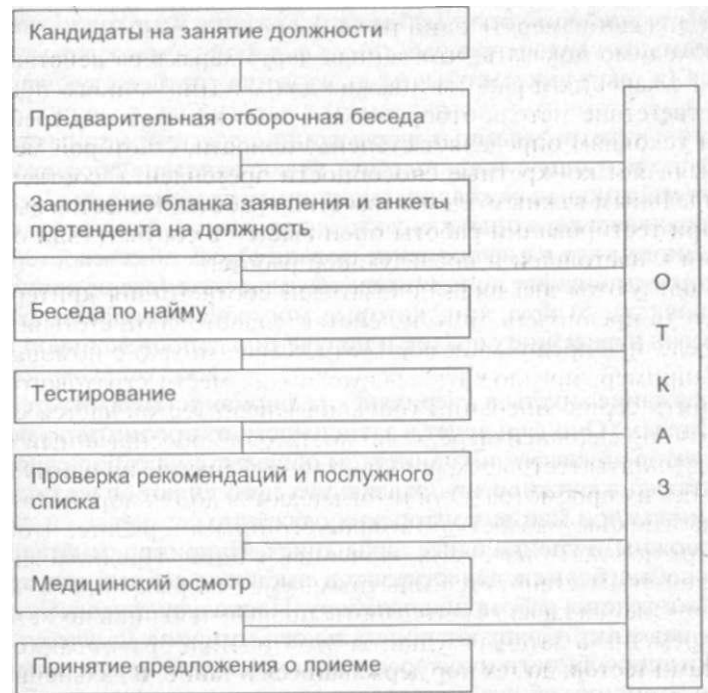 Кандидаты на занятие должности
Предварительная отборочная беседа
Заполнение бланка заявления и анкеты
претендента на должность
Беседа по найму
Тестирование
Проверка рекомендаций и послужного
списка
Медицинский осмотр
Принятие предложения о приеме
О
Т
К
А
З